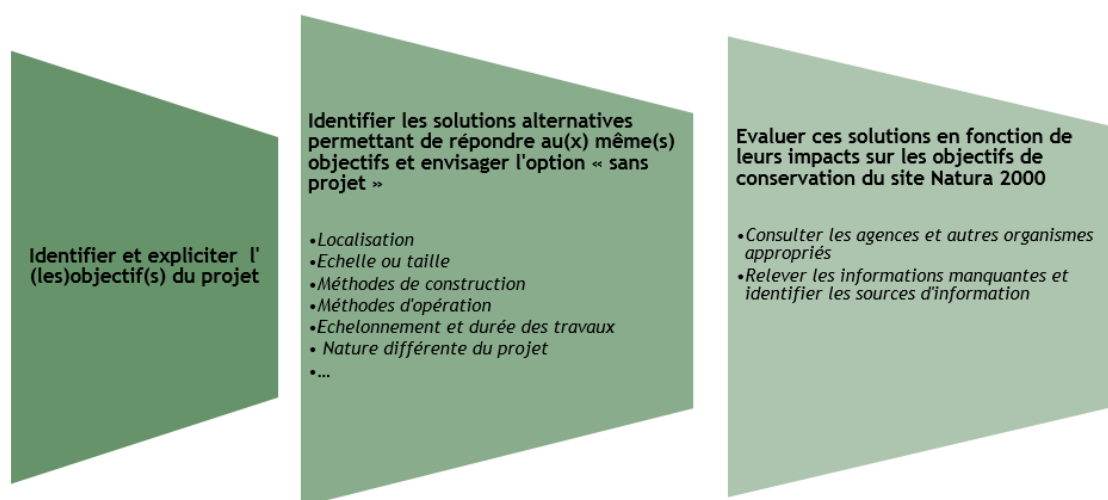 Identifier et expliciter  l'
(les)objectif(s) du projet
Identifier les solutions alternatives
permettant de répondre au(x) même(s)
objectifs et envisager l'option « sans
projet »
•Localisation
•Echelle ou taille
•Méthodes de construction
•Méthodes d'opération
•Echelonnement et durée des travaux
• Nature différente du projet
•…
Evaluer ces solutions en fonction de
leurs impacts sur les objectifs de
conservation du site Natura 2000
•Consulter les agences et autres organismes
appropriés
•Relever les informations manquantes et
identifier les sources d'information